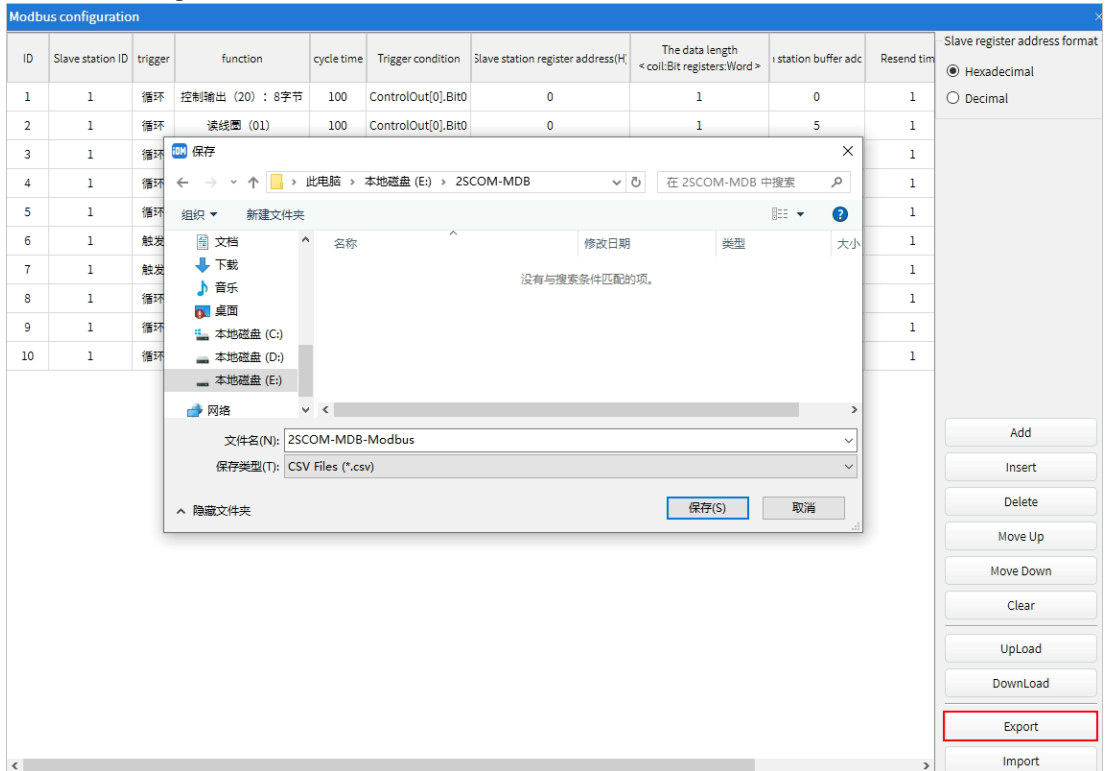 Modbus configuration
ID Slave station ID trigger function cycle time Trigger condition Slave station register address(H The data length <coil:Bit registers:Word> station buffer adc Resend tim
1 1 循环 控制输出（20）：8字节 100 ControlOut[0].Bit0 0 1 0 1
2 1 循环 读线圈（01） 100 ControlOut[0].Bit0 0 1 5 1
3 1 循环 1
4 1 循环 1
5 1 循环 1
6 1 触发 1
7 1 触发 1
8 1 循环 1
9 1 循环 1
10 1 循环 1
Slave register address format
Hexadecimal
Decimal
保存
此电脑 › 本地磁盘 (E:) › 2SCOM-MDB
在 2SCOM-MDB 中搜索
组织 新建文件夹
文档
下载
音乐
桌面
本地磁盘 (C:)
本地磁盘 (D:)
本地磁盘 (E:)
网络
名称 修改日期 类型 大小
没有与搜索条件匹配的项。
文件名(N): 2SCOM-MDB-Modbus
保存类型(T): CSV Files (*.csv)
隐藏文件夹
保存(S) 取消
Add
Insert
Delete
Move Up
Move Down
Clear
UpLoad
DownLoad
Export
Import